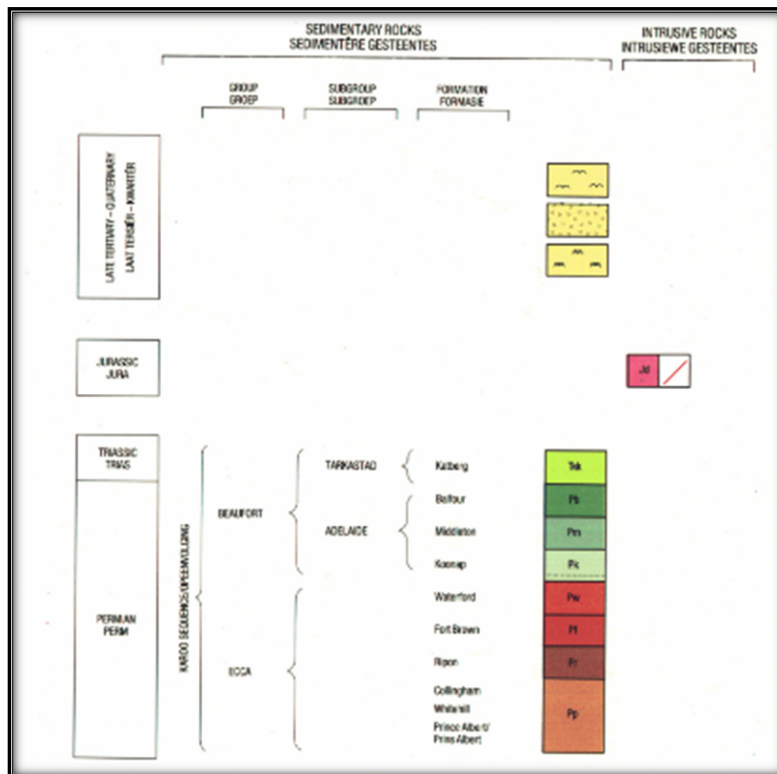 SEDIMENTARY ROCKS
SEDIMENTÊRE GESTEENTES
INTRUSIVE ROCKS
INTRUSIEWE GESTEENTES
GROUP
GROEP
SUBGROUP
SUBGROEP
FORMATION
FORMASIE
LATE TERTIARY – QUATERNARY
LAAT TERSIÊR – KWARTÊR
JURASSIC
JURA
Jd
TRIASSIC
TRIAS
PERMIAN
PERM
KAROO SEQUENCE/OPEENVOLGING
BEAUFORT
ECCA
TARKASTAD
ADELAIDE
Katberg
Balfour
Middleton
Koonap
Waterford
Fort Brown
Ripon
Collingham
Whitehill
Prince Albert/
Prins Albert
Pb
Pm
Pk
Pw
Pf
Pr
Pp